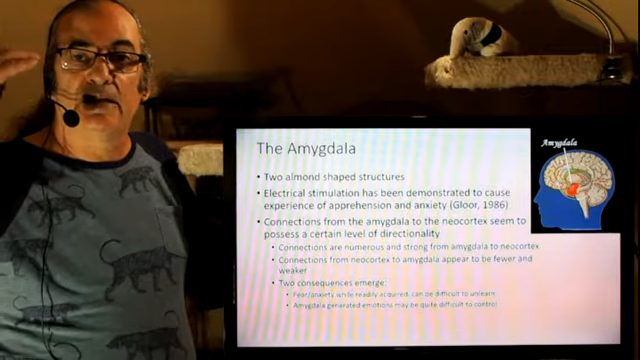 The Amygdala
Amygdala
Two almond shaped structures
Electrical stimulation has been demonstrated to cause
experience of apprehension and anxiety (Gloor, 1986)
Connections from the amygdala to the neocortex seem to
possess a certain level of directionality
Connections are numerous and strong from amygdala to neocortex
Connections from neocortex to amygdala appear to be fewer and
weaker
Two consequences emerge:
Fear/anxiety while readily acquired, can be difficult to unlearn
Amygdala generated emotions may be quite difficult to control